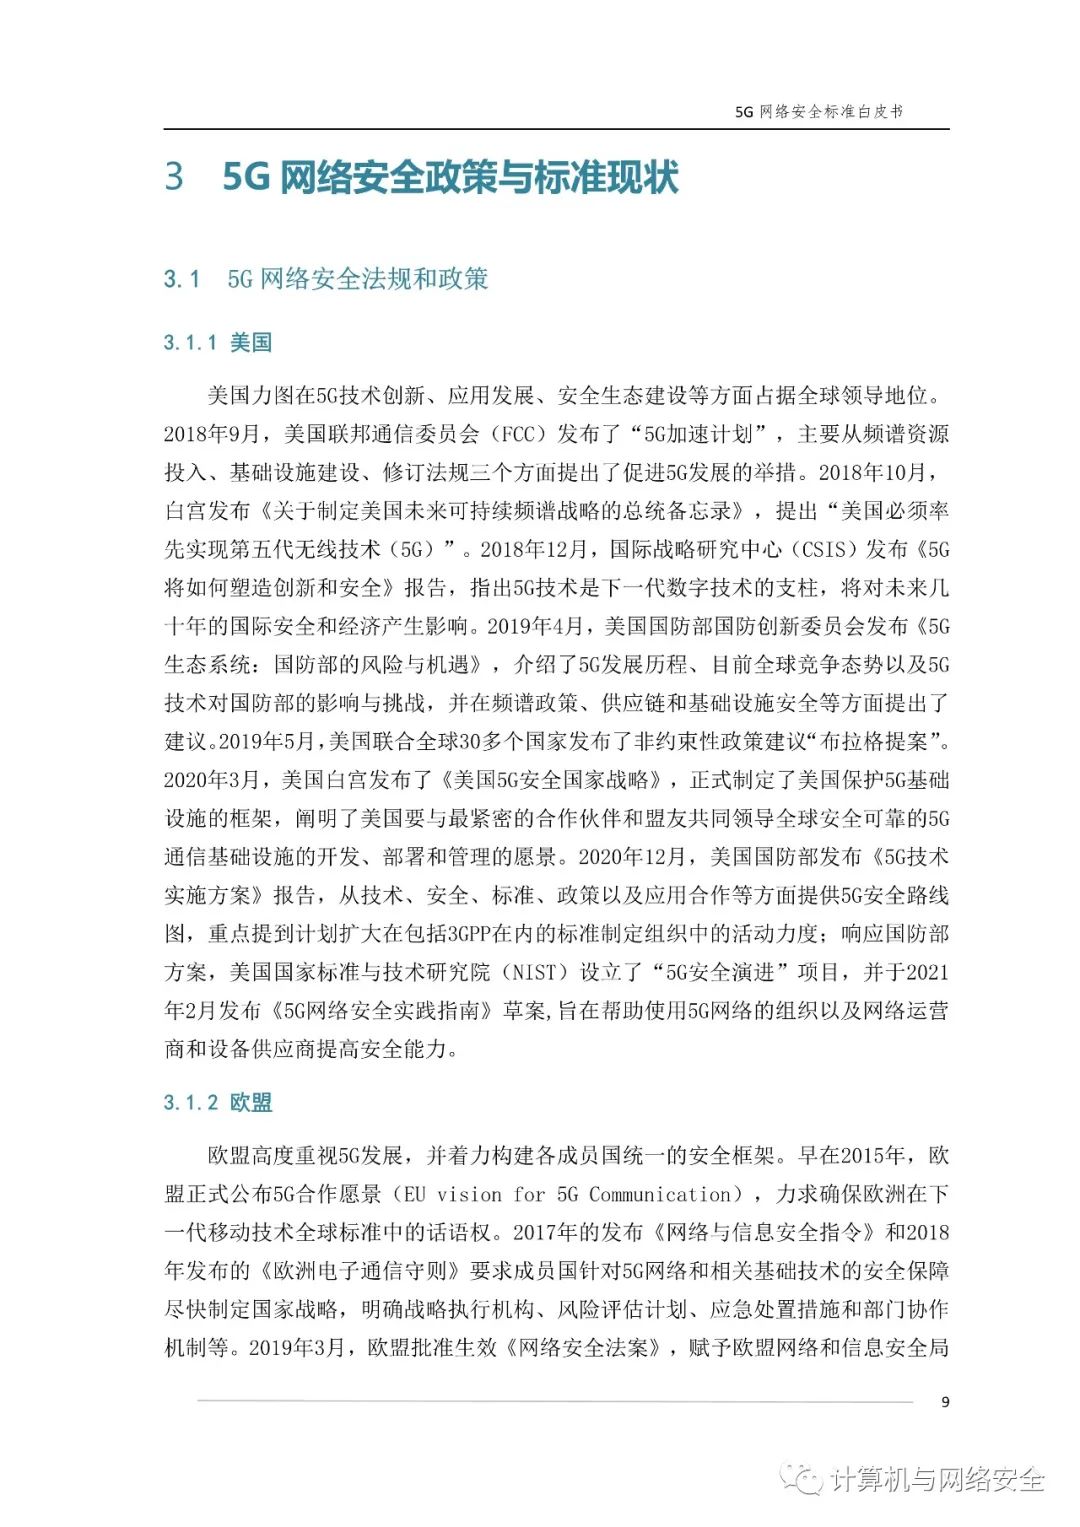 5G 网络安全标准白皮书
3 5G 网络安全政策与标准现状
3.1 5G 网络安全法规和政策
3.1.1 美国
美国力图在5G技术创新、应用发展、安全生态建设等方面占据全球领导地位。
2018年9月，美国联邦通信委员会（FCC）发布了“5G加速计划”，主要从频谱资源
投入、基础设施建设、修订法规三个方面提出了促进5G发展的举措。2018年10月，
白宫发布《关于制定美国未来可持续频谱战略的总统备忘录》，提出“美国必须率
先实现第五代无线技术（5G）”。2018年12月，国际战略研究中心（CSIS）发布《5G
将如何塑造创新和安全》报告，指出5G技术是下一代数字技术的支柱，将对未来几
十年的国际安全和经济产生影响。2019年4月，美国国防部国防创新委员会发布《5G
生态系统：国防部的风险与机遇》，介绍了5G发展历程、目前全球竞争态势以及5G
技术对国防部的影响与挑战，并在频谱政策、供应链和基础设施安全等方面提出了
建议。2019年5月，美国联合全球30多个国家发布了非约束性政策建议“布拉格提案”。
2020年3月，美国白宫发布了《美国5G安全国家战略》，正式制定了美国保护5G基础
设施的框架，阐明了美国要与最紧密的合作伙伴和盟友共同领导全球安全可靠的5G
通信基础设施的开发、部署和管理的愿景。2020年12月，美国国防部发布《5G技术
实施方案》报告，从技术、安全、标准、政策以及应用合作等方面提供5G安全路线
图，重点提到计划扩大在包括3GPP在内的标准制定组织中的活动力度；响应国防部
方案，美国国家标准与技术研究院（NIST）设立了“5G安全演进”项目，并于2021
年2月发布《5G网络安全实践指南》草案,旨在帮助使用5G网络的组织以及网络运营
商和设备供应商提高安全能力。
3.1.2 欧盟
欧盟高度重视5G发展，并着力构建各成员国统一的安全框架。早在2015年，欧
盟正式公布5G合作愿景（EU vision for 5G Communication），力求确保欧洲在下
一代移动技术全球标准中的话语权。2017年的发布《网络与信息安全指令》和2018
年发布的《欧洲电子通信守则》要求成员国针对5G网络和相关基础技术的安全保障
尽快制定国家战略，明确战略执行机构、风险评估计划、应急处置措施和部门协作
机制等。2019年3月，欧盟批准生效《网络安全法案》，赋予欧盟网络和信息安全局
9
计算机与网络安全